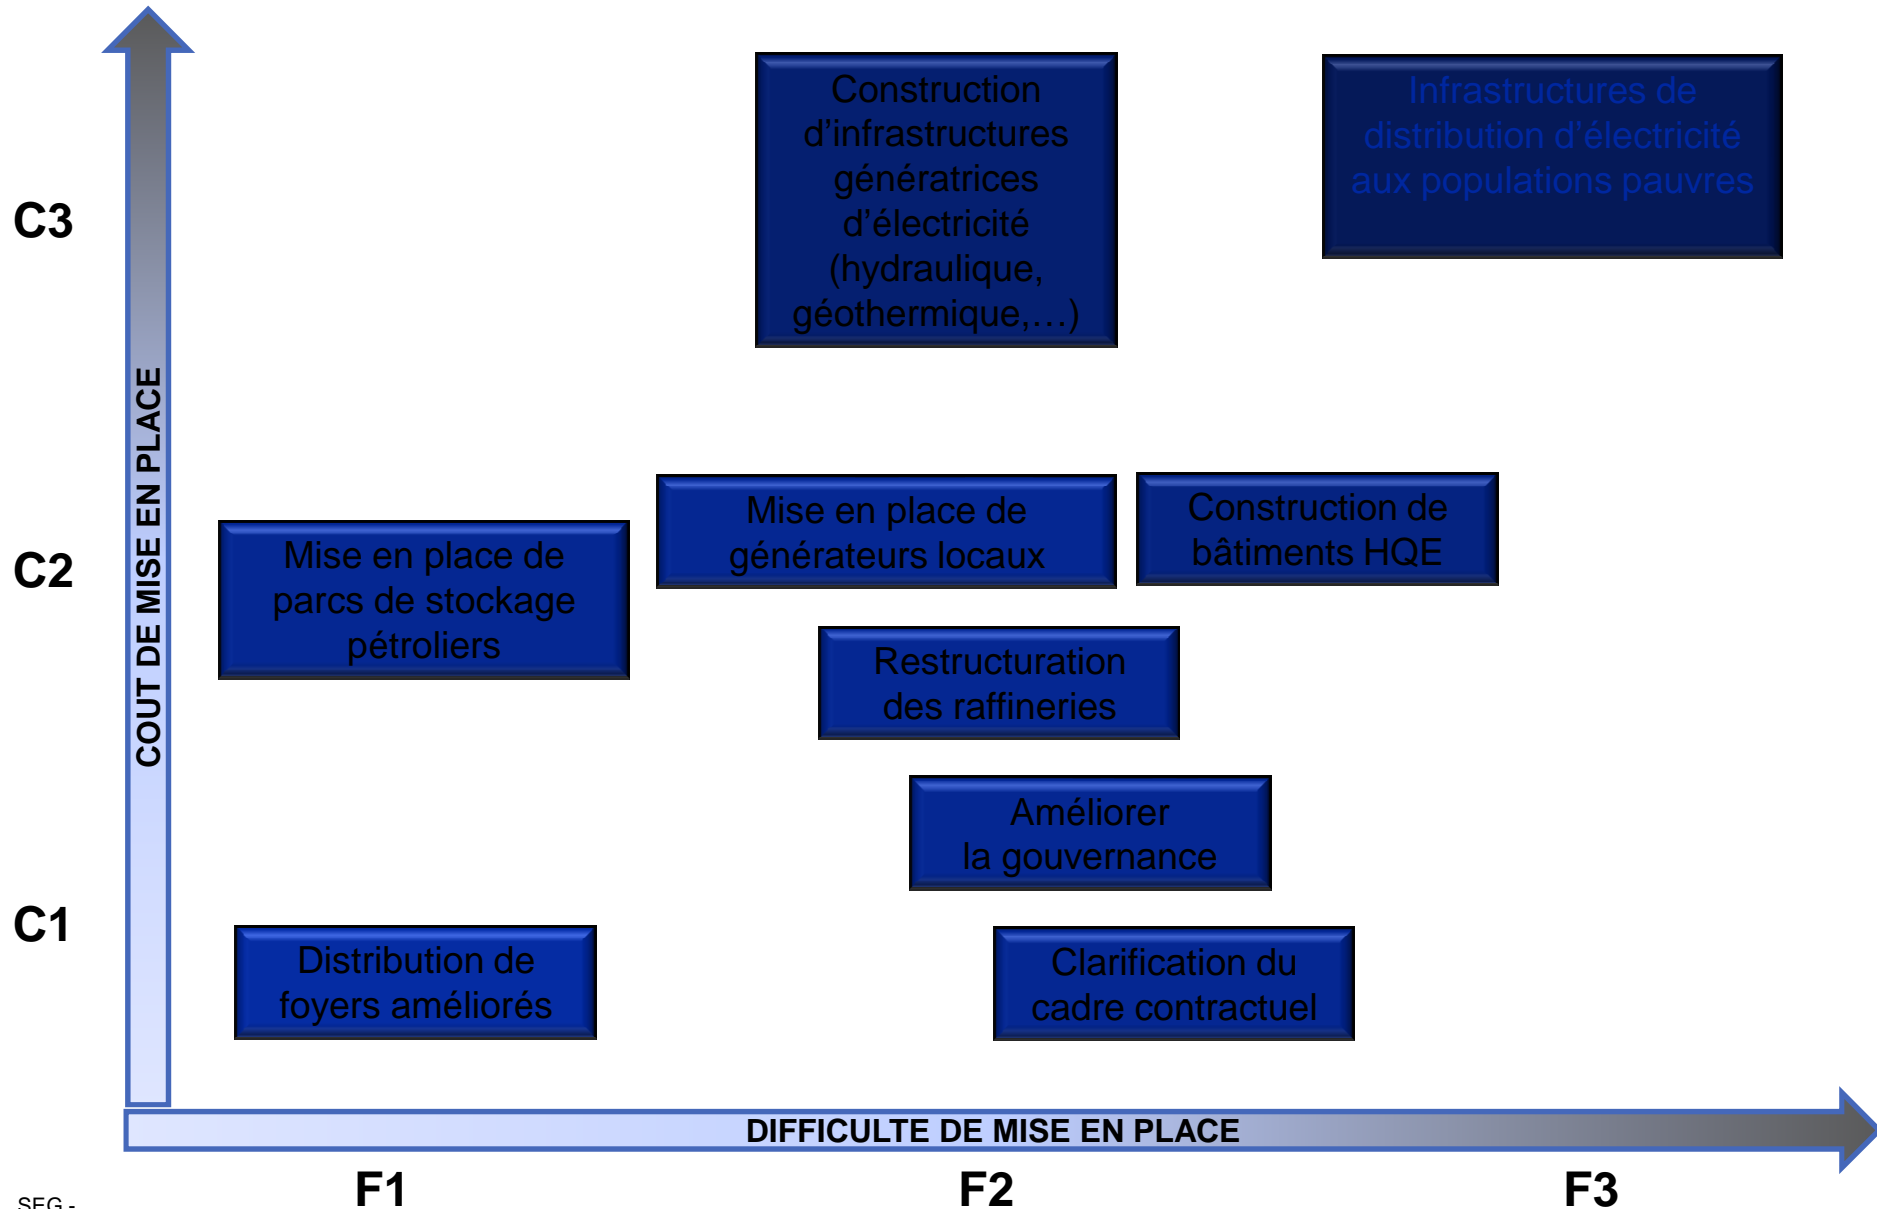 Construction
d’infrastructures
génératrices
d’électricité
(hydraulique,
géothermique,…)
Infrastructures de
distribution d’électricité
aux populations pauvres
C3
COUT DE MISE EN PLACE
Mise en place de
générateurs locaux
Construction de
bâtiments HQE
C2
Mise en place de
parcs de stockage
pétroliers
Restructuration
des raffineries
Améliorer
la gouvernance
C1
Distribution de
foyers améliorés
Clarification du
cadre contractuel
DIFFICULTE DE MISE EN PLACE
F1
F2
F3
SEG -